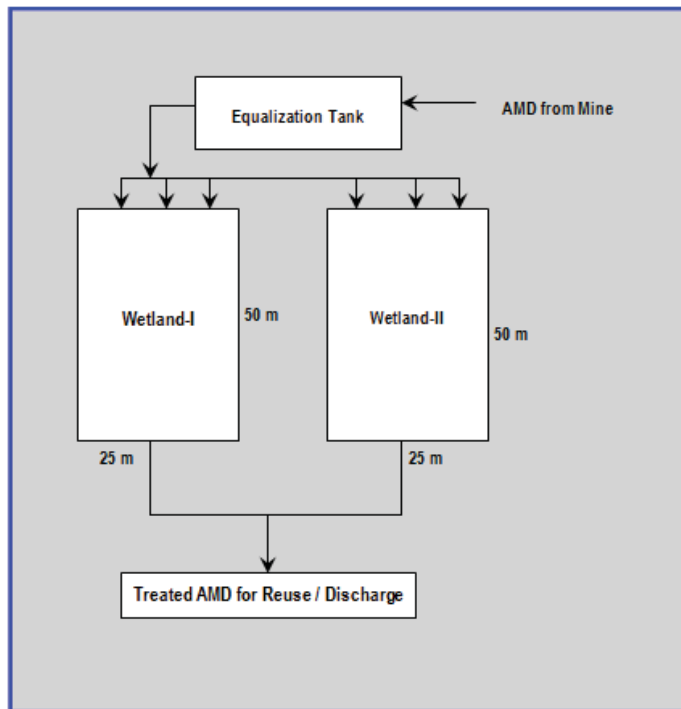 Equalization Tank
AMD from Mine
Wetland-I
50 m
Wetland-II
50 m
25 m
25 m
Treated AMD for Reuse / Discharge